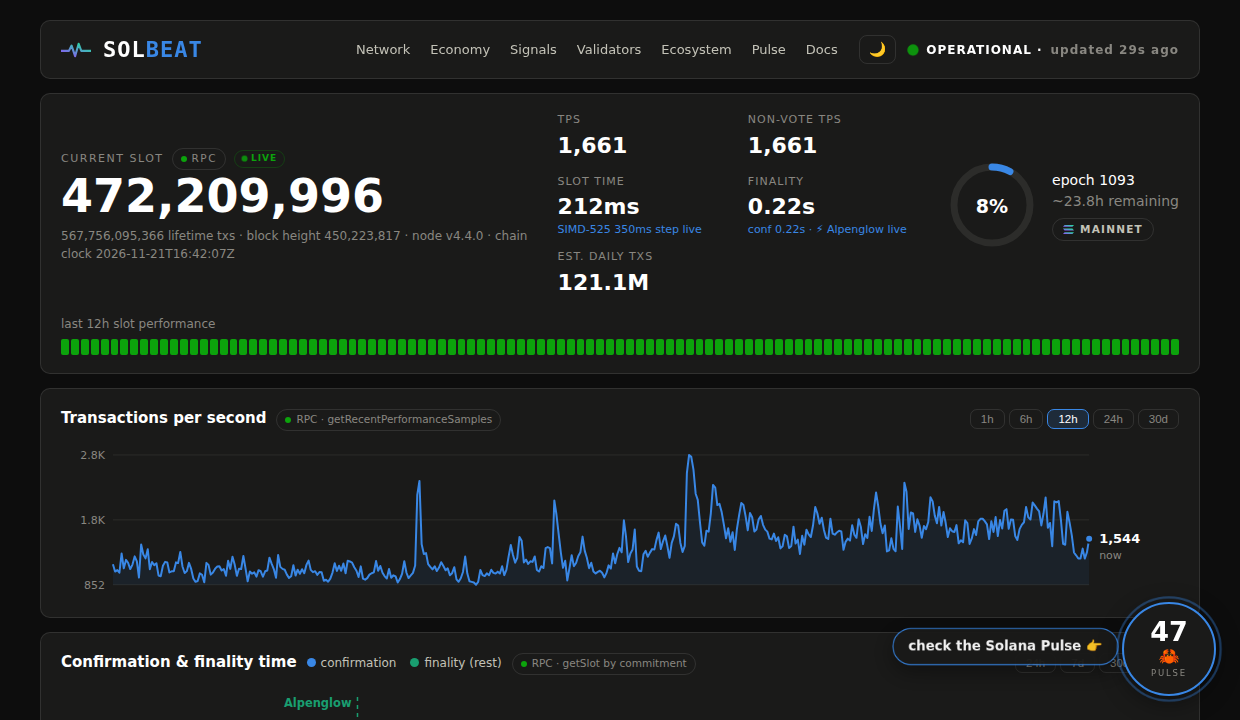 SOLBEAT
Network Economy Signals Validators Ecosystem Pulse Docs
OPERATIONAL · updated 29s ago
CURRENT SLOT RPC LIVE
472,209,996
567,756,095,366 lifetime txs · block height 450,223,817 · node v4.4.0 · chain
clock 2026-11-21T16:42:07Z
TPS
1,661
NON-VOTE TPS
1,661
SLOT TIME
212ms
SIMD-525 350ms step live
FINALITY
0.22s
conf 0.22s · ⚡ Alpenglow live
EST. DAILY TXS
121.1M
8%
epoch 1093
~23.8h remaining
MAINNET
last 12h slot performance
Transactions per second RPC · getRecentPerformanceSamples
1h 6h 12h 24h 30d
2.8K
1.8K
852
1,544
now
Confirmation & finality time confirmation finality (rest) RPC · getSlot by commitment
Alpenglow
check the Solana Pulse 👉
47
🦀
PULSE